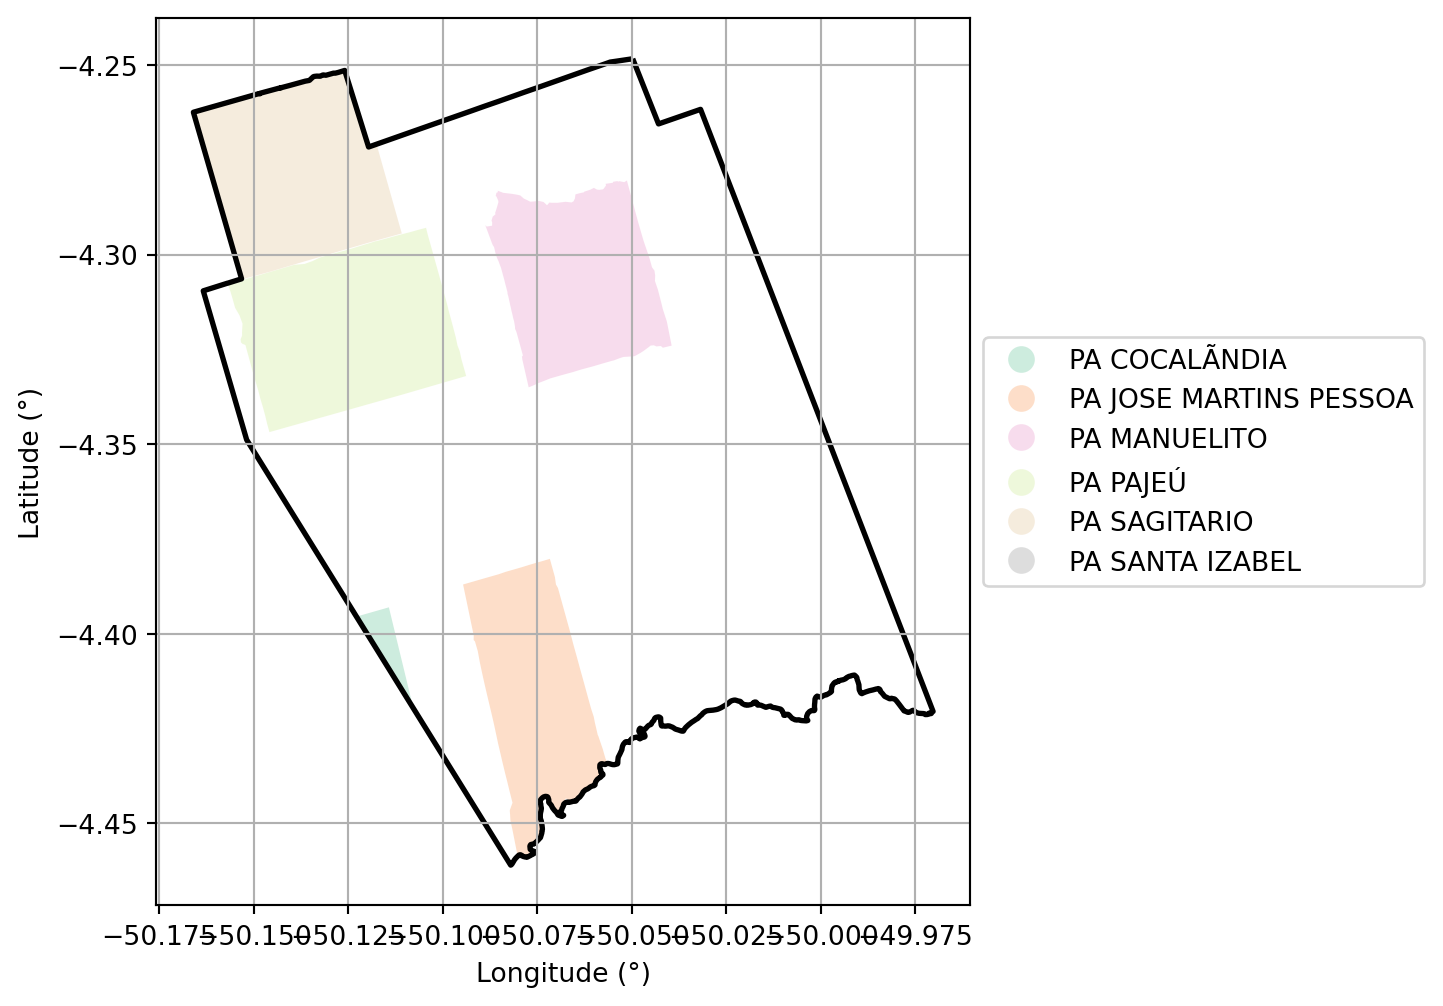 −4.25
−4.30
−4.35
−4.40
−4.45
Latitude (°)
−50.175 −50.150 −50.125 −50.100 −50.075 −50.050 −50.025 −50.000 −49.975
Longitude (°)
PA COCALÃNDIA
PA JOSE MARTINS PESSOA
PA MANUELITO
PA PAJEÚ
PA SAGITARIO
PA SANTA IZABEL